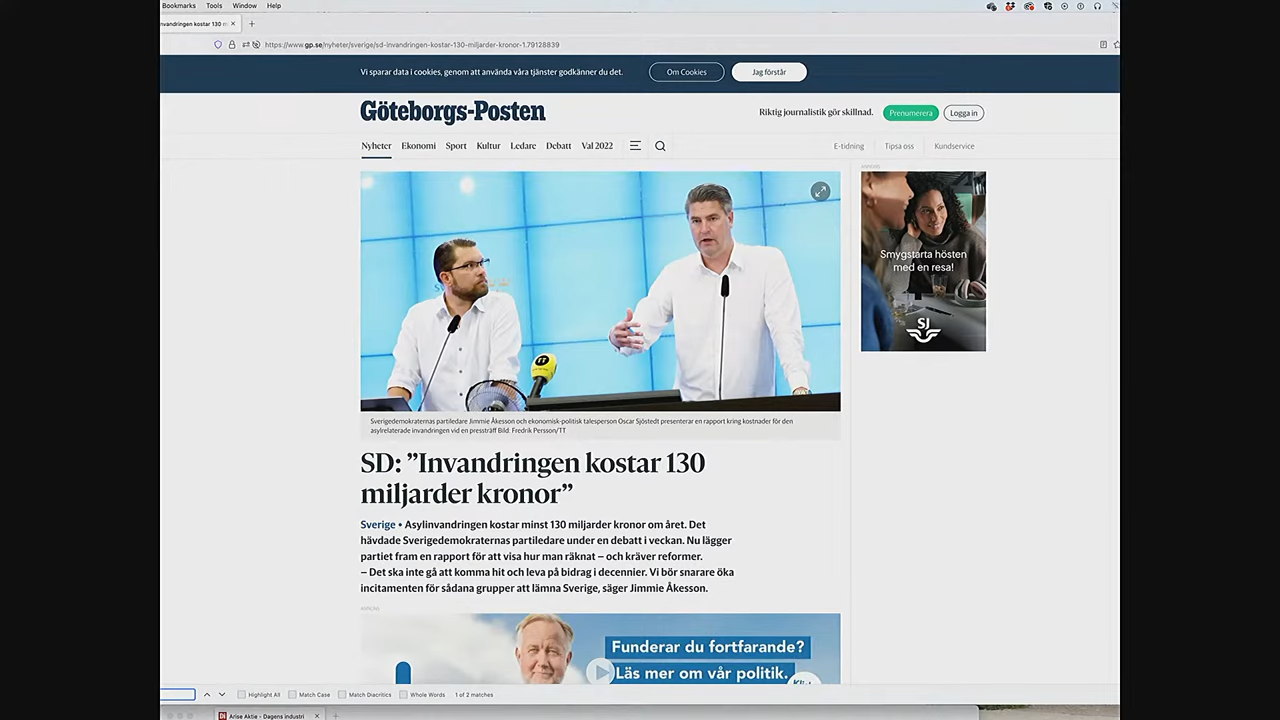 Bookmarks Tools Window Help
nvandringen kostar 130 m × +
https://www.gp.se/nyheter/sverige/sd-invandringen-kostar-130-miljarder-kronor-1.79128839
Vi sparar data i cookies, genom att använda våra tjänster godkänner du det. Om Cookies Jag förstår
Göteborgs-Posten
Riktig journalistik gör skillnad. Prenumerera Logga in
Nyheter Ekonomi Sport Kultur Ledare Debatt Val 2022
E-tidning Tipsa oss Kundservice
ANNONS
Smygstarta hösten
med en resa!
SJ
Sverigedemokraternas partiledare Jimmie Åkesson och ekonomisk-politisk talesperson Oscar Sjöstedt presenterar en rapport kring kostnader för den
asylrelaterade invandringen vid en pressträff Bild: Fredrik Persson/TT
SD: ”Invandringen kostar 130
miljarder kronor”
Sverige • Asylinvandringen kostar minst 130 miljarder kronor om året. Det
hävdade Sverigedemokraternas partiledare under en debatt i veckan. Nu lägger
partiet fram en rapport för att visa hur man räknat – och kräver reformer.
– Det ska inte gå att komma hit och leva på bidrag i decennier. Vi bör snarare öka
incitamenten för sådana grupper att lämna Sverige, säger Jimmie Åkesson.
ANNONS
Funderar du fortfarande?
Läs mer om vår politik.
Highlight All Match Case Match Diacritics Whole Words 1 of 2 matches
Arise Aktie - Dagens industri × +